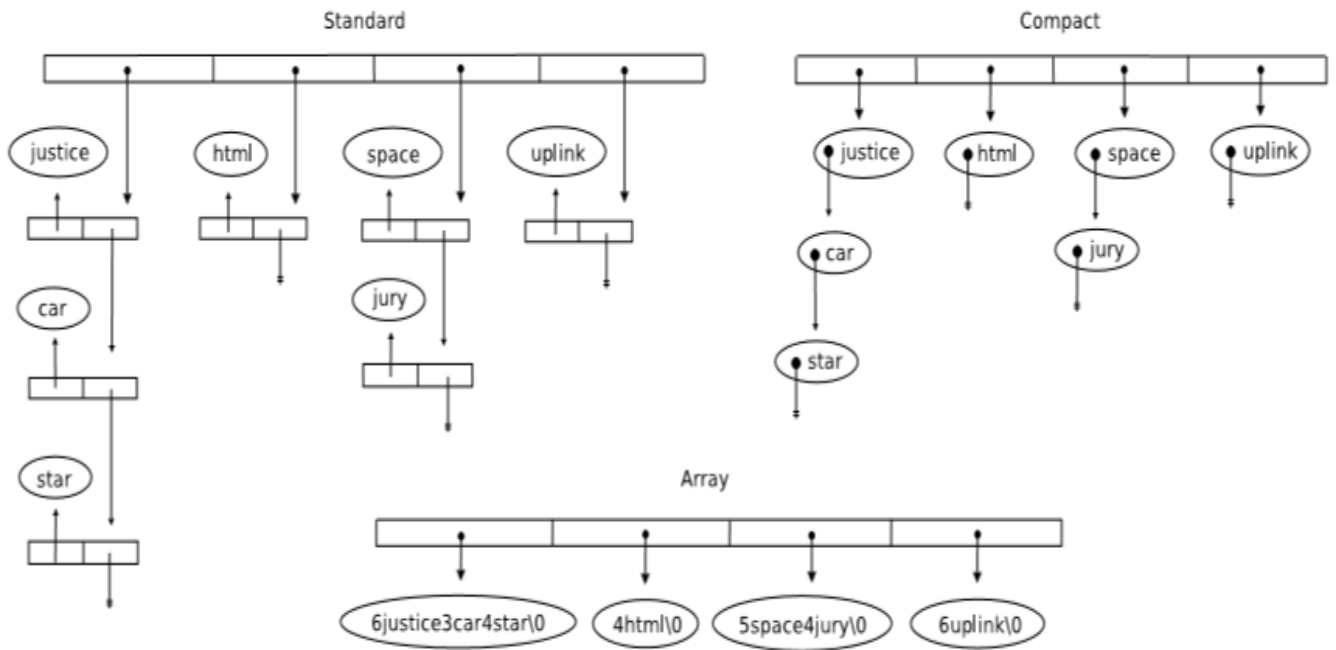 Standard
Compact
justice
html
space
uplink
justice
html
space
uplink
car
jury
car
jury
star
star
Array
6justice3car4star\0
4html\0
5space4jury\0
6uplink\0